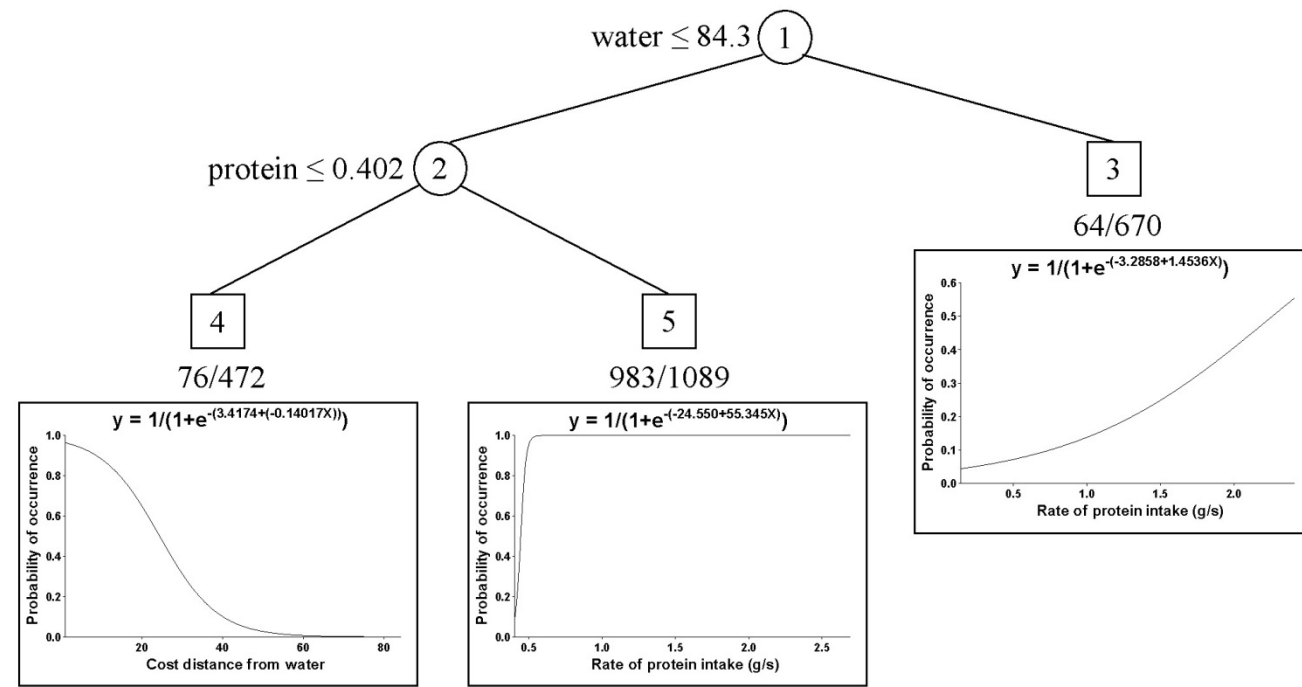 water ≤ 84.3 1
protein ≤ 0.402 2
3
64/670
y = 1/(1+e^-(-3.2858+1.4536X))
Probability of occurrence
0.6
0.5
0.4
0.3
0.2
0.1
0.0
0.5 1.0 1.5 2.0
Rate of protein intake (g/s)
4
76/472
y = 1/(1+e^-(3.4174+(-0.14017X)))
Probability of occurrence
1.0
0.8
0.6
0.4
0.2
0.0
20 40 60 80
Cost distance from water
5
983/1089
y = 1/(1+e^-(-24.550+55.345X))
Probability of occurrence
1.0
0.8
0.6
0.4
0.2
0.0
0.5 1.0 1.5 2.0 2.5
Rate of protein intake (g/s)